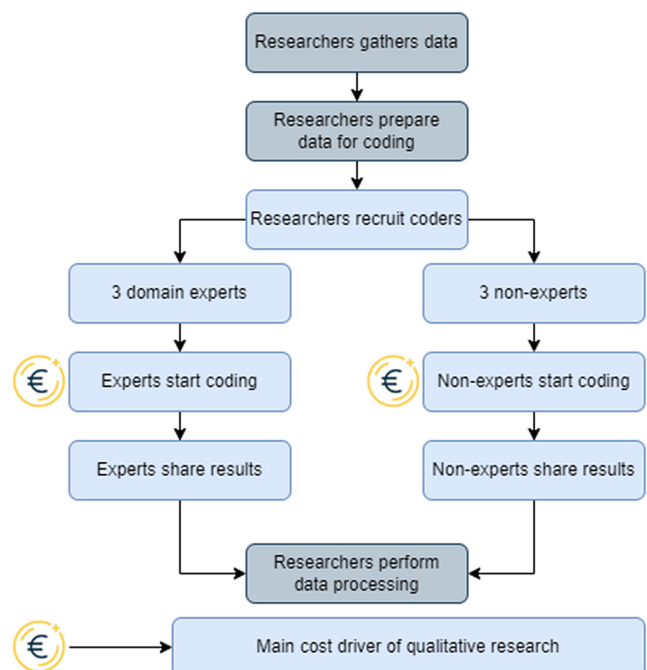 Researchers gathers data
Researchers prepare
data for coding
Researchers recruit coders
3 domain experts
3 non-experts
€
Experts start coding
€
Non-experts start coding
Experts share results
Non-experts share results
Researchers perform
data processing
€
Main cost driver of qualitative research